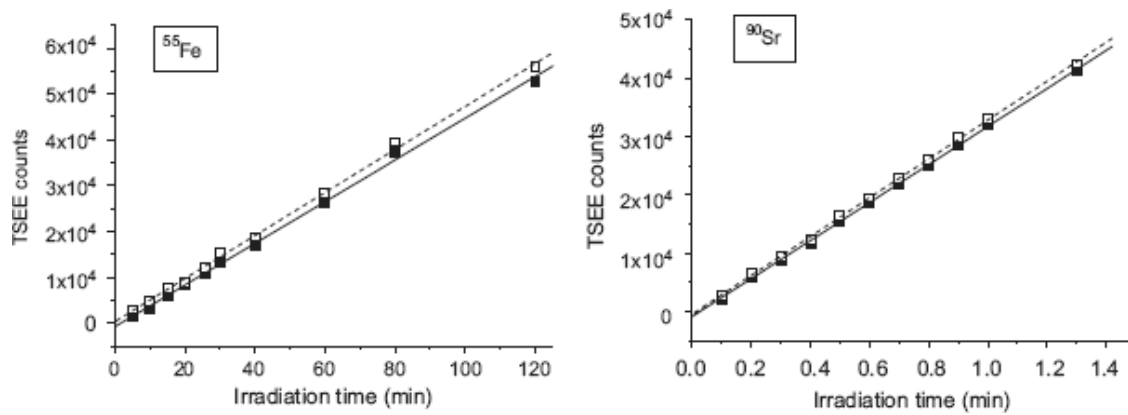 ⁵⁵Fe
6x10⁴
5x10⁴
4x10⁴
3x10⁴
2x10⁴
1x10⁴
0
TSEE counts
0 20 40 60 80 100 120
Irradiation time (min)
⁹⁰Sr
5x10⁴
4x10⁴
3x10⁴
2x10⁴
1x10⁴
0
TSEE counts
0.0 0.2 0.4 0.6 0.8 1.0 1.2 1.4
Irradiation time (min)